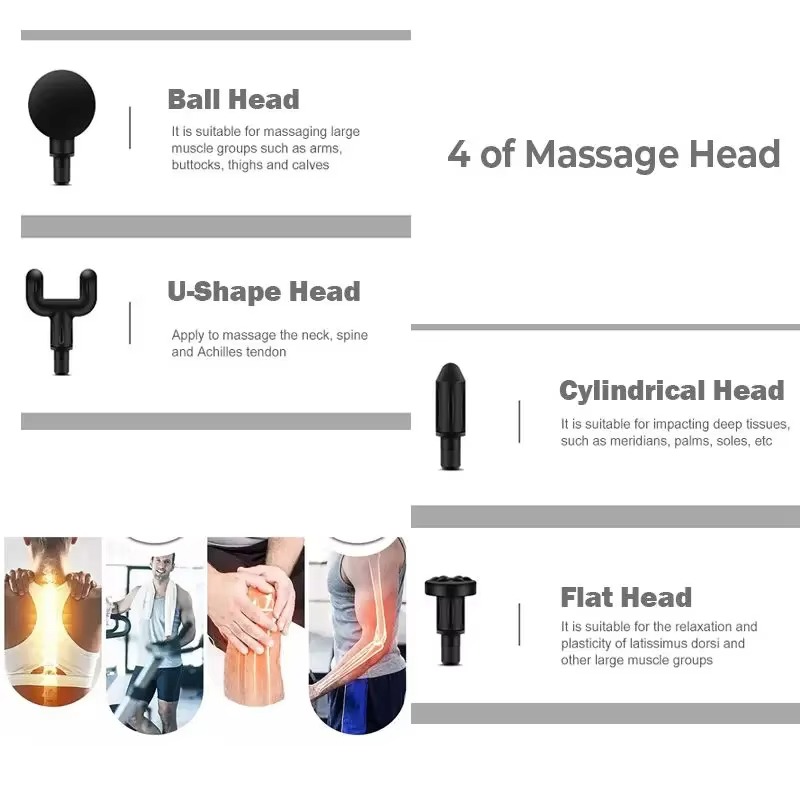 Ball Head
It is suitable for massaging large
muscle groups such as arms,
buttocks, thighs and calves
4 of Massage Head
U-Shape Head
Apply to massage the neck, spine
and Achilles tendon
Cylindrical Head
It is suitable for impacting deep tissues,
such as meridians, palms, soles, etc
Flat Head
It is suitable for the relaxation and
plasticity of latissimus dorsi and
other large muscle groups